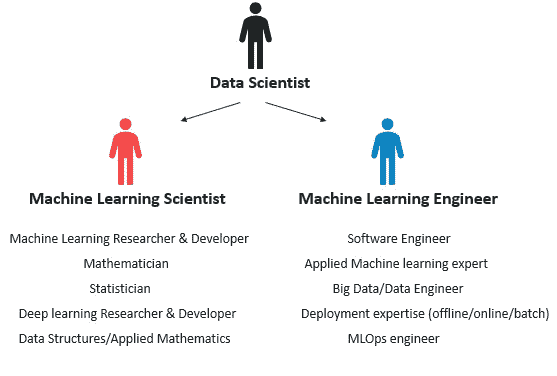 Data Scientist
Machine Learning Scientist
Machine Learning Researcher & Developer
Mathematician
Statistician
Deep learning Researcher & Developer
Data Structures/Applied Mathematics
Machine Learning Engineer
Software Engineer
Applied Machine learning expert
Big Data/Data Engineer
Deployment expertise (offline/online/batch)
MLOps engineer